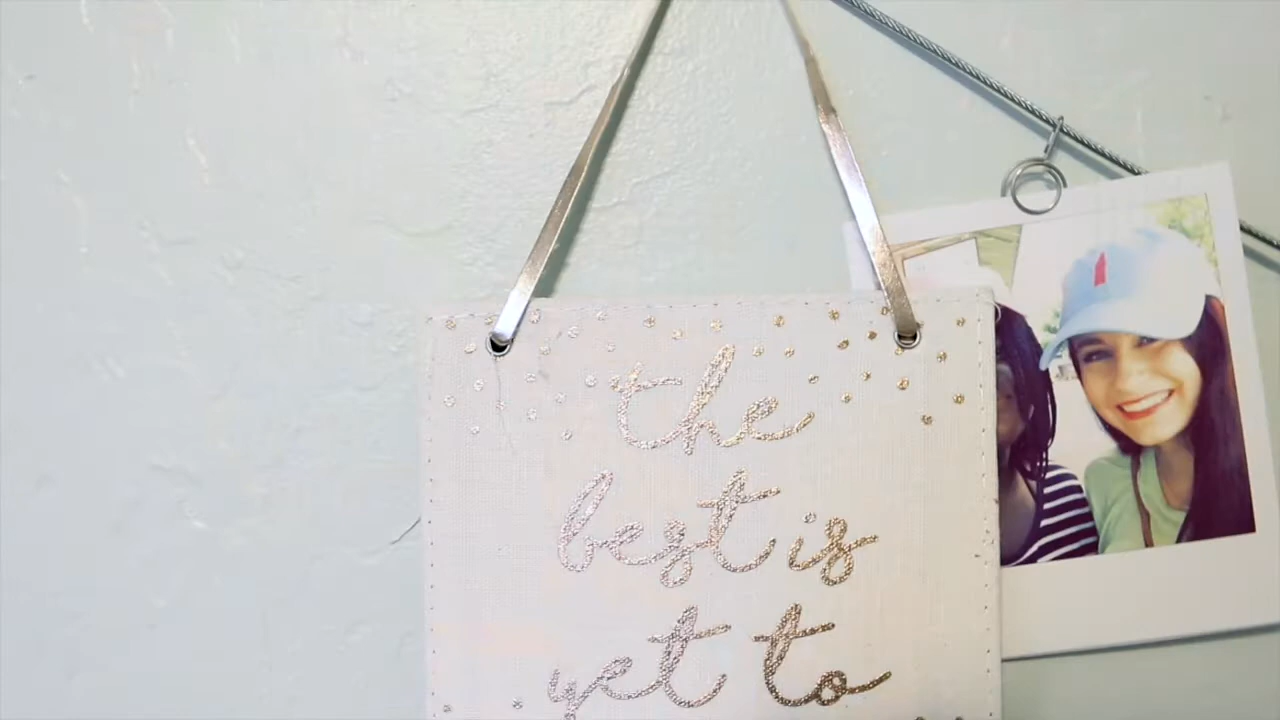 the
best is
yet to